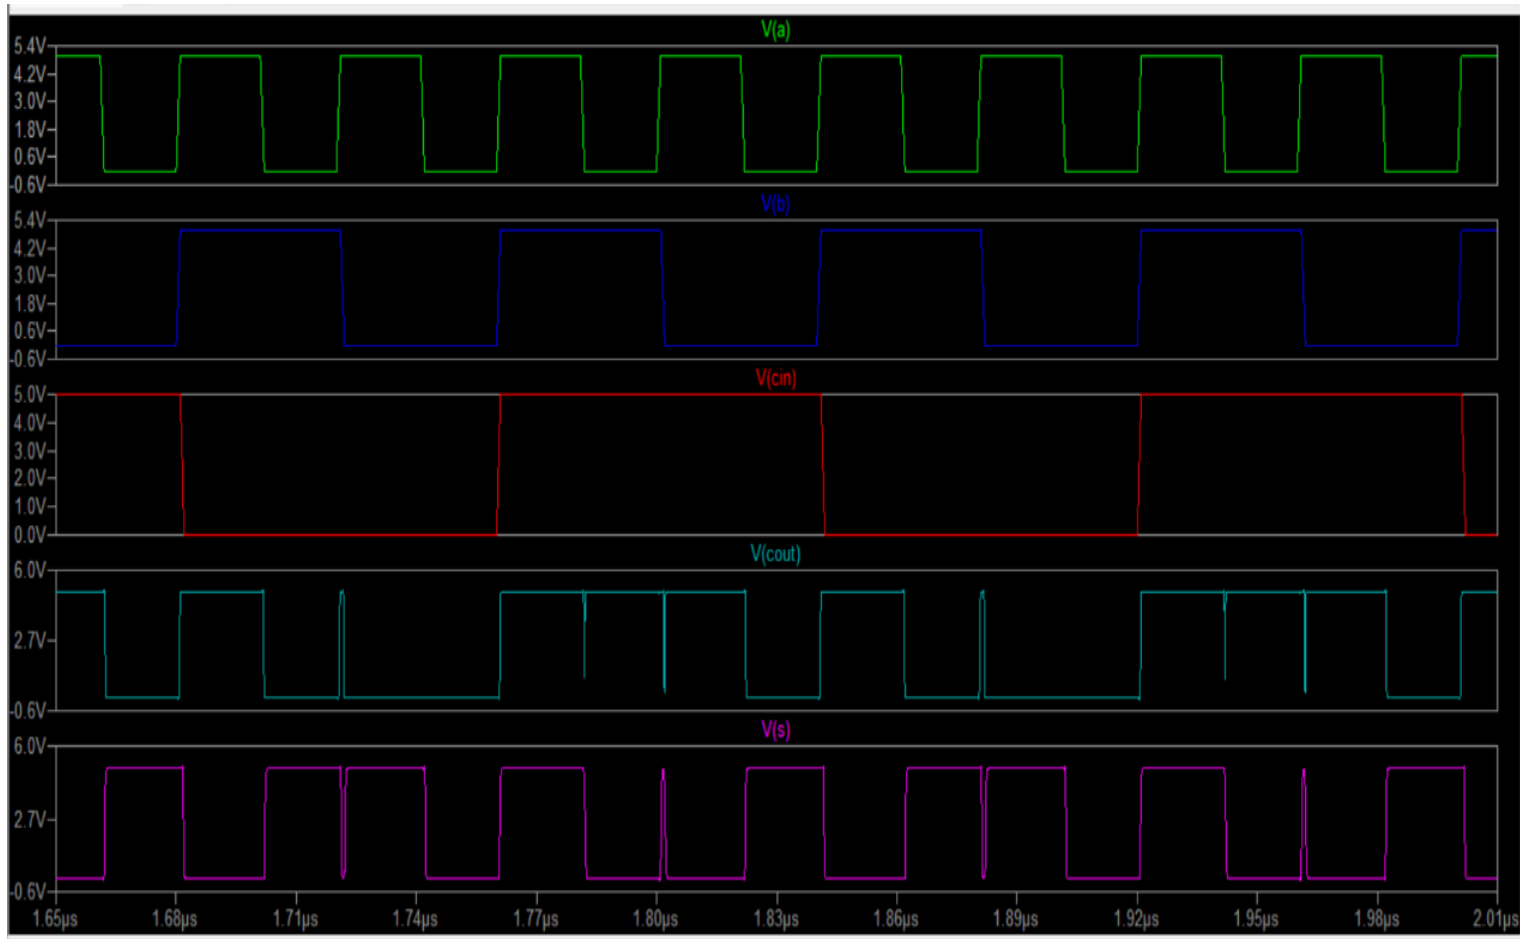 V(a)
5.4V
4.2V
3.0V
1.8V
0.6V
-0.6V
V(b)
5.4V
4.2V
3.0V
1.8V
0.6V
-0.6V
V(cin)
5.0V
4.0V
3.0V
2.0V
1.0V
0.0V
V(cout)
6.0V
2.7V
-0.6V
V(s)
6.0V
2.7V
-0.6V
1.65µs 1.68µs 1.71µs 1.74µs 1.77µs 1.80µs 1.83µs 1.86µs 1.89µs 1.92µs 1.95µs 1.98µs 2.01µs